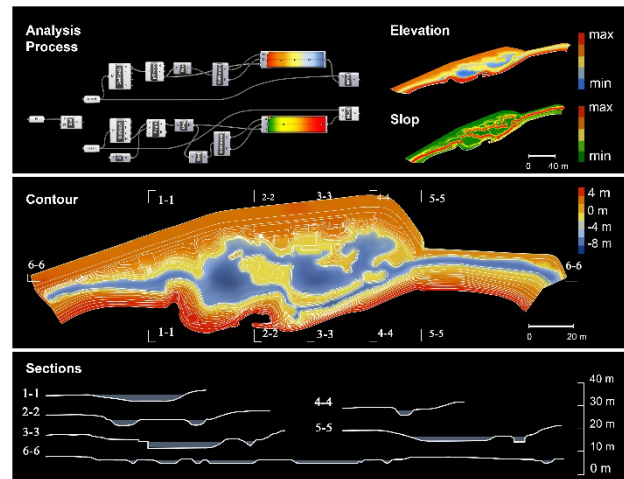 Analysis
Process
Elevation
max
min
Slop
max
min
0 40 m
Contour
1-1
2-2
3-3
4-4
5-5
6-6
6-6
1-1
2-2
3-3
4-4
5-5
4 m
0 m
-4 m
-8 m
0 20 m
Sections
1-1
2-2
3-3
6-6
4-4
5-5
40 m
30 m
20 m
10 m
0 m